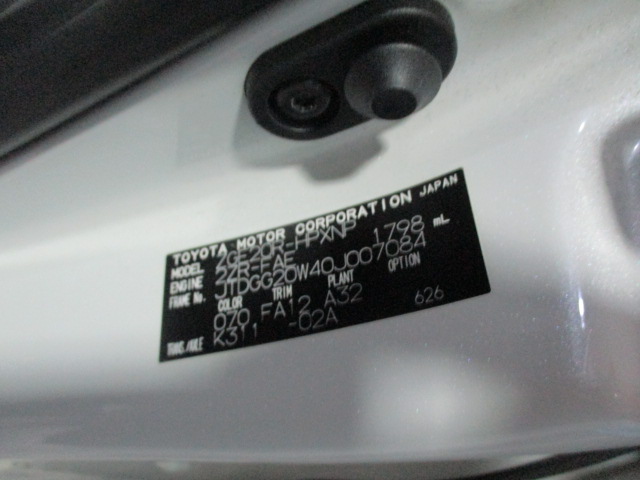 TOYOTA MOTOR CORPORATION JAPAN
MODEL ZGE20R-HPXNP 1798 mL
ENGINE 2ZR-FAE
FRAME No. JTDGG20W40J007084
COLOR TRIM PLANT OPTION
070 FA12 A32
TRANS./AXLE K311 -02A 626